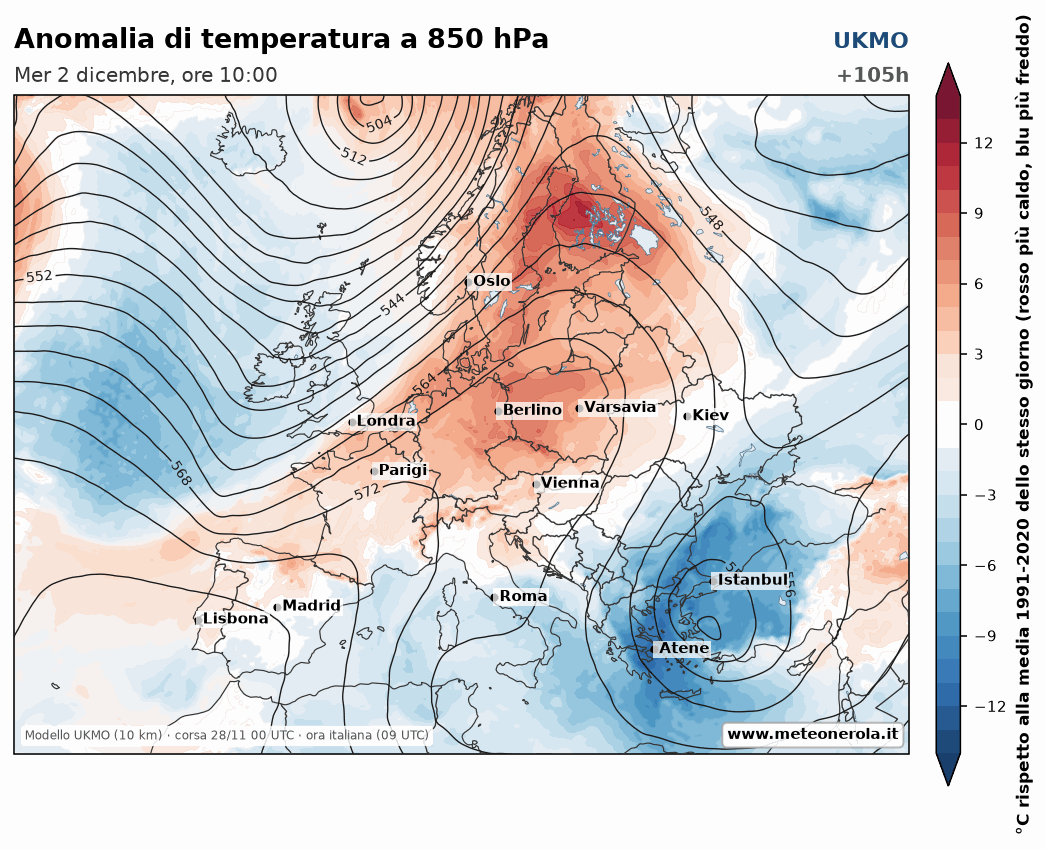 Anomalia di temperatura a 850 hPa
UKMO
Mer 2 dicembre, ore 10:00
+105h
504
512
548
552
544
564
568
572
556
Oslo
Londra
Berlino
Varsavia
Kiev
Parigi
Vienna
Istanbul
Roma
Madrid
Lisbona
Atene
Modello UKMO (10 km) · corsa 28/11 00 UTC · ora italiana (09 UTC)
www.meteonerola.it
12
9
6
3
0
−3
−6
−9
−12
°C rispetto alla media 1991-2020 dello stesso giorno (rosso più caldo, blu più freddo)